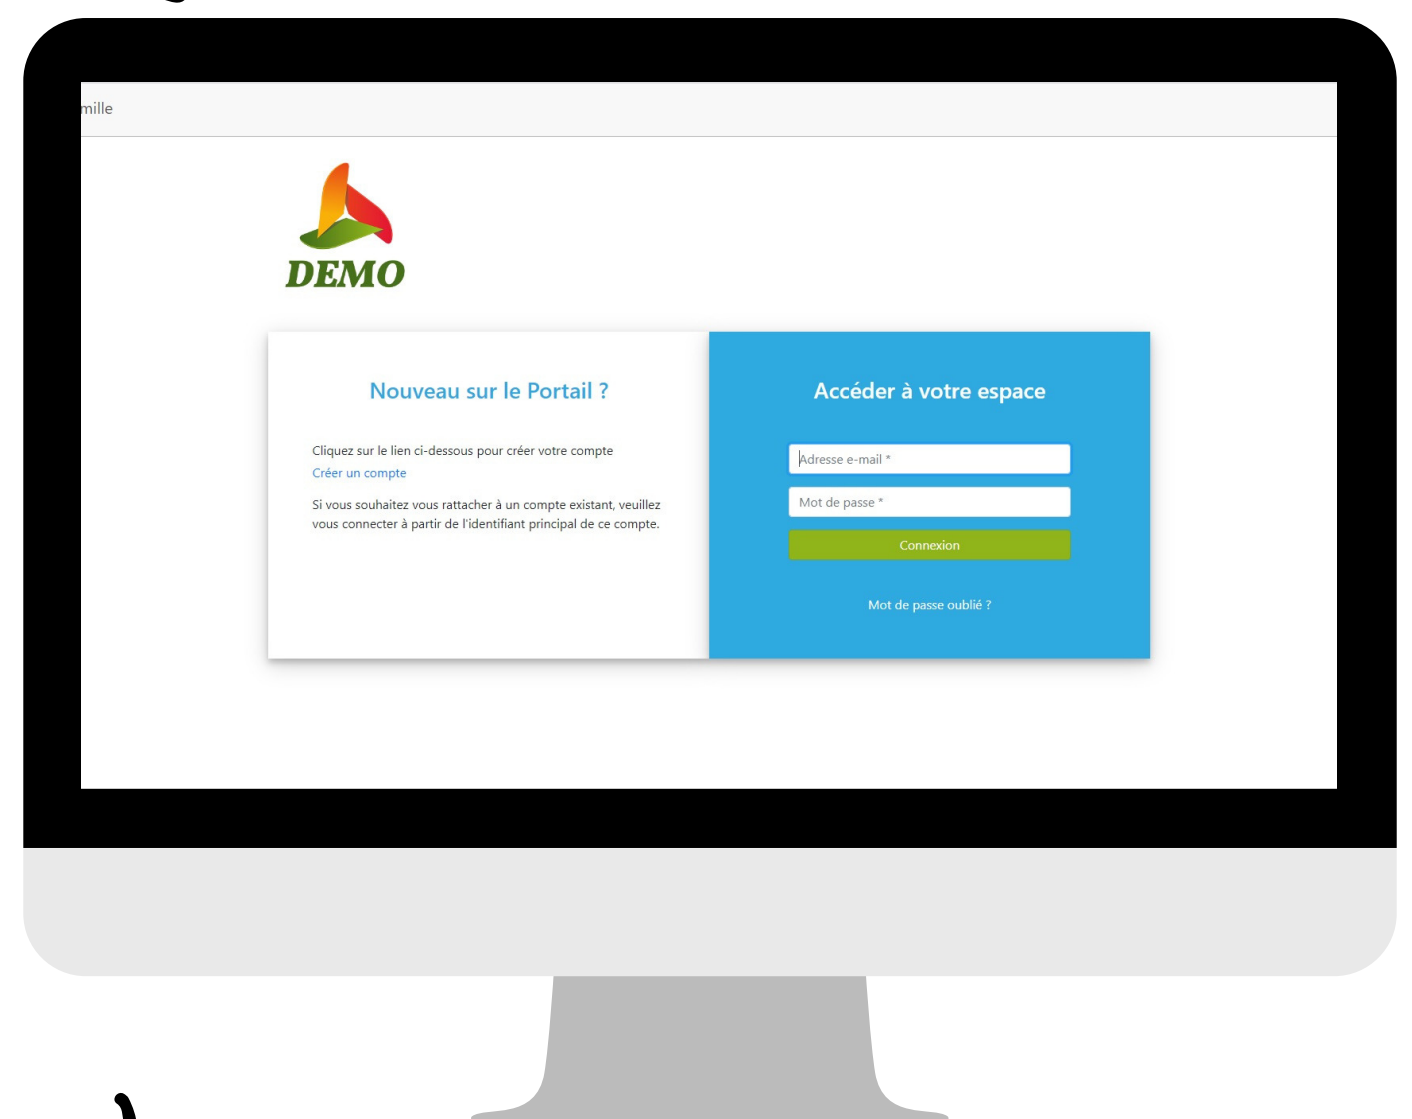 mille
DEMO
Nouveau sur le Portail ?
Cliquez sur le lien ci-dessous pour créer votre compte
Créer un compte
Si vous souhaitez vous rattacher à un compte existant, veuillez
vous connecter à partir de l'identifiant principal de ce compte.
Accéder à votre espace
Adresse e-mail *
Mot de passe *
Connexion
Mot de passe oublié ?